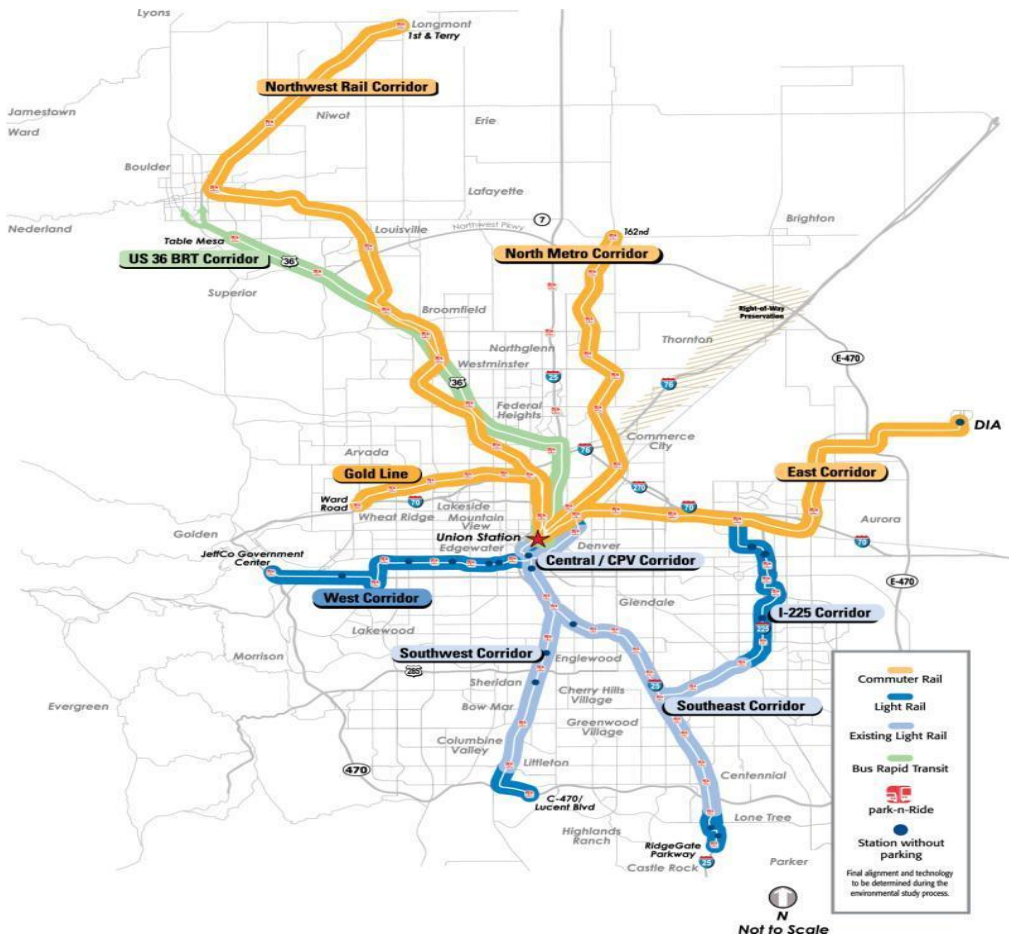 Lyons
Longmont
1st & Terry
Northwest Rail Corridor
Jamestown
Ward
Niwot
Erie
Boulder
Lafayette
Nederland
Brighton
7
Northwest Pkwy
162nd
Louisville
Table Mesa
US 36 BRT Corridor
36
North Metro Corridor
Superior
Broomfield
Right-of-Way
Preservation
Thornton
Northglenn
E-470
Westminster
25
36
76
Federal
Heights
DIA
Commerce
City
76
Arvada
Gold Line
270
East Corridor
70
70
Ward
Road
Lakeside
Wheat Ridge
Mountain
View
Aurora
Golden
Union Station
Edgewater
Denver
70
JeffCo Government
Center
Central / CPV Corridor
E-470
West Corridor
Glendale
I-225 Corridor
225
Lakewood
Morrison
Southwest Corridor
Englewood
285
Sheridan
Cherry Hills
Village
25
Southeast Corridor
Evergreen
Bow Mar
Greenwood
Village
Columbine
Valley
Littleton
470
Centennial
C-470/
Lucent Blvd
Lone Tree
Highlands
Ranch
RidgeGate
Parkway
25
Castle Rock
Parker
Commuter Rail
Light Rail
Existing Light Rail
Bus Rapid Transit
park-n-Ride
Station without
parking
Final alignment and technology
to be determined during the
environmental study process.
N
Not to Scale